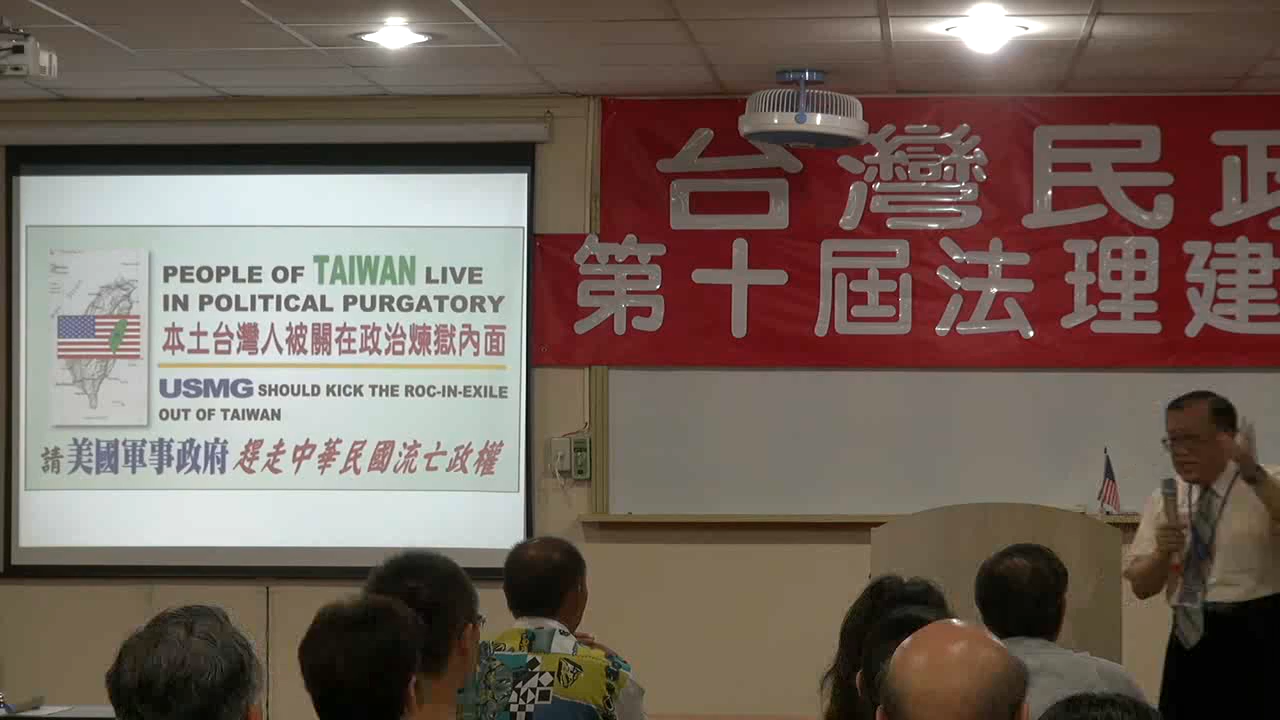 PEOPLE OF TAIWAN LIVE
IN POLITICAL PURGATORY
本土台灣人被關在政治煉獄內面
USMG SHOULD KICK THE ROC-IN-EXILE
OUT OF TAIWAN
請美國軍事政府 趕走中華民國流亡政權
台灣民政
第十屆法理建